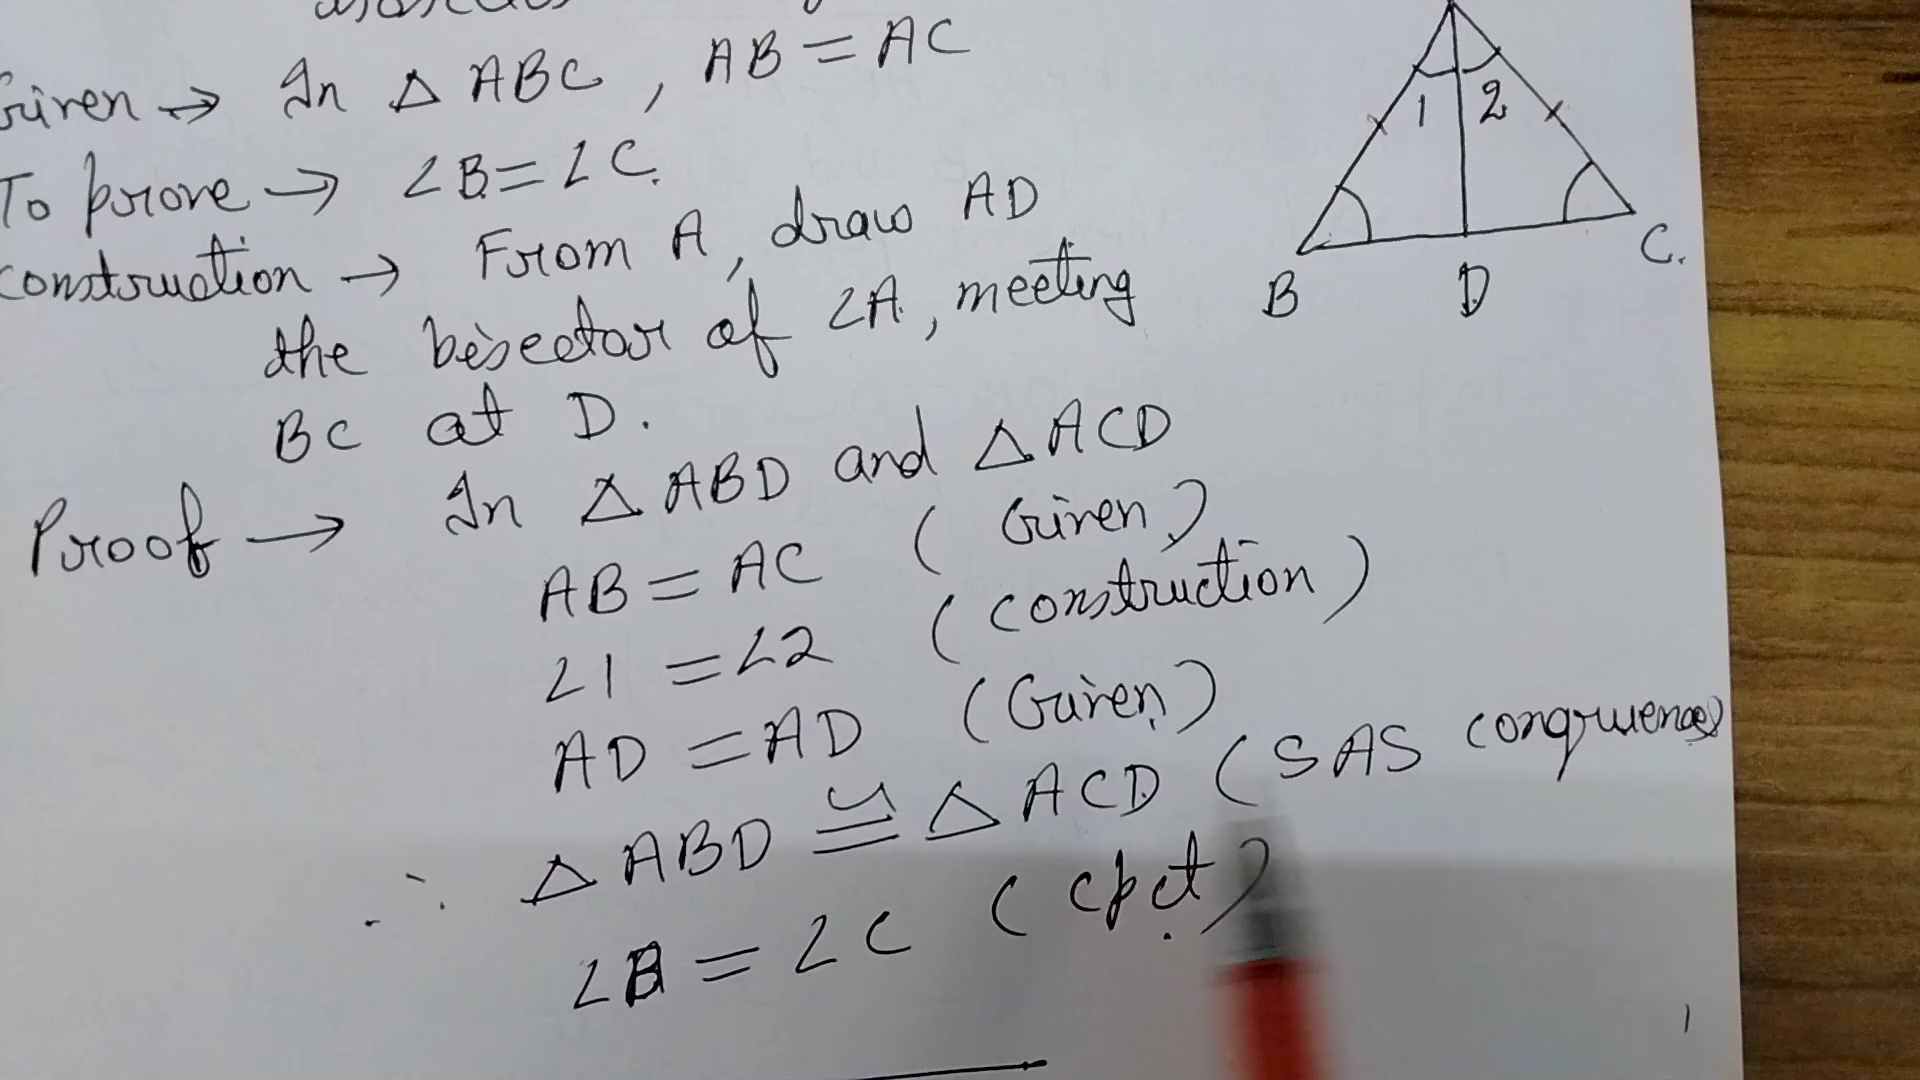 Given → In △ ABC, AB = AC
To prove → ∠B = ∠C.
construction → From A, draw AD
the bisector of ∠A, meeting
BC at D.
Proof → In △ ABD and △ ACD
AB = AC (Given)
∠1 = ∠2 (construction)
AD = AD (Given)
∴ △ ABD ≅ △ ACD (SAS congruence)
∠B = ∠C (cpct)
1 2
B D C.